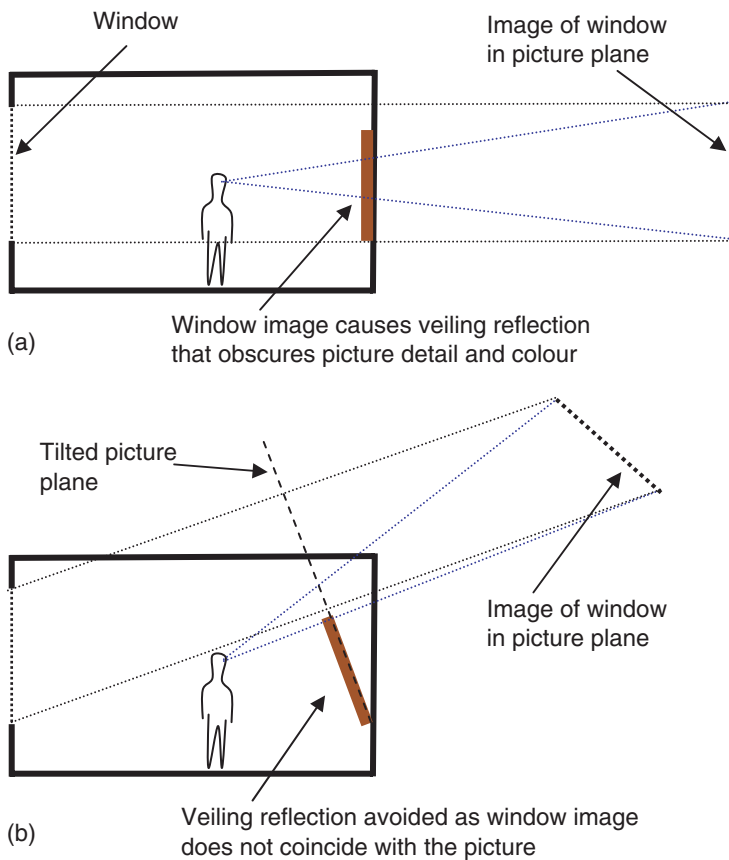 Window
Image of window
in picture plane
Window image causes veiling reflection
that obscures picture detail and colour
(a)
Tilted picture
plane
Image of window
in picture plane
Veiling reflection avoided as window image
does not coincide with the picture
(b)